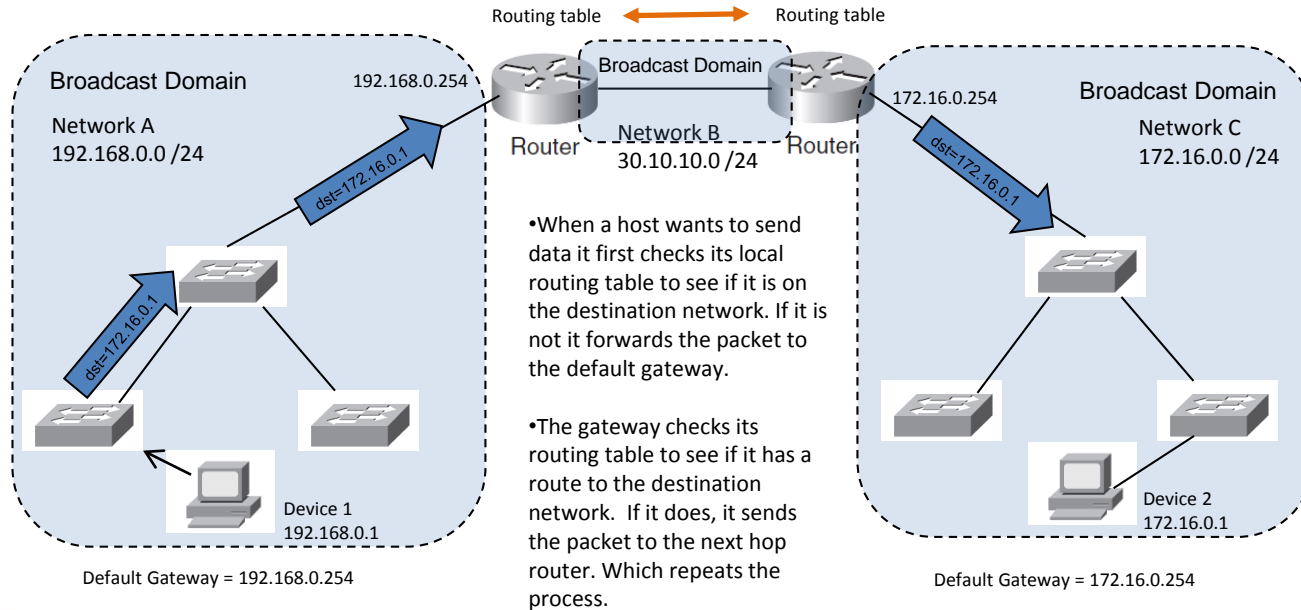 Routing table
Routing table
Broadcast Domain
Network A
192.168.0.0 /24
192.168.0.254
dst=172.16.0.1
dst=172.16.0.1
Device 1
192.168.0.1
Default Gateway = 192.168.0.254
Router
Broadcast Domain
Network B
30.10.10.0 /24
Router
•When a host wants to send
data it first checks its local
routing table to see if it is on
the destination network. If it is
not it forwards the packet to
the default gateway.
•The gateway checks its
routing table to see if it has a
route to the destination
network. If it does, it sends
the packet to the next hop
router. Which repeats the
process.
172.16.0.254
Broadcast Domain
Network C
172.16.0.0 /24
dst=172.16.0.1
Device 2
172.16.0.1
Default Gateway = 172.16.0.254